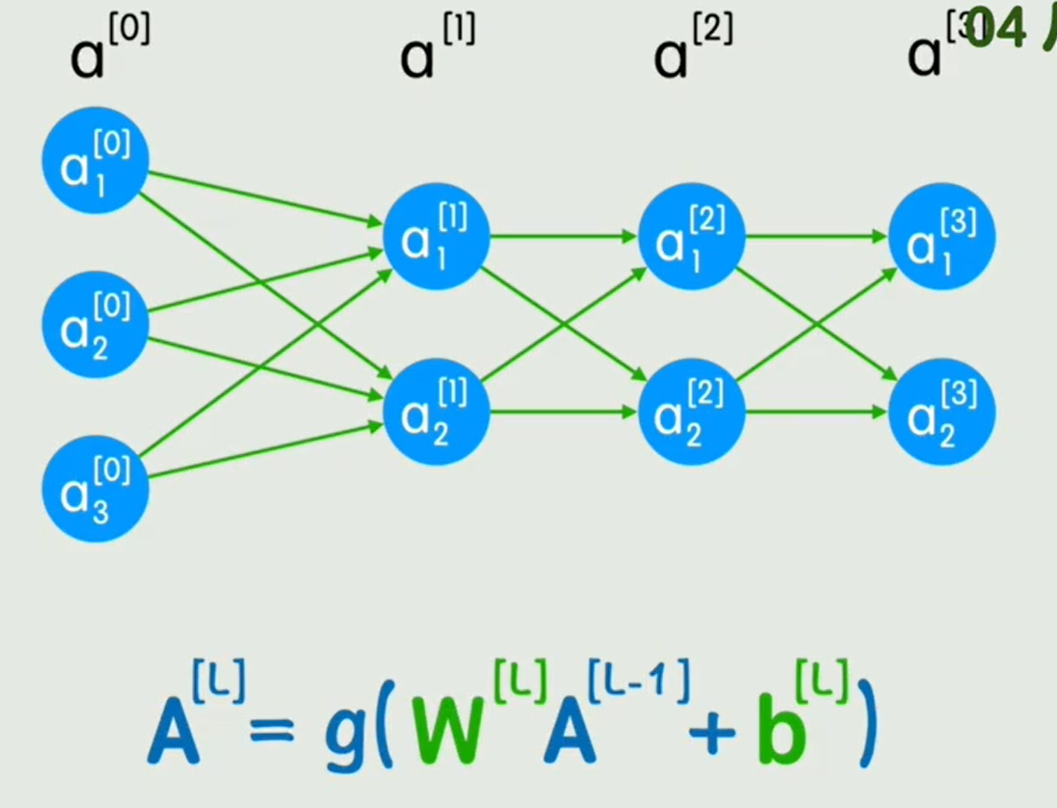 a^[0] a^[1] a^[2] a^[3] 04
a_1^[0]
a_1^[1] a_1^[2] a_1^[3]
a_2^[0]
a_2^[1] a_2^[2] a_2^[3]
a_3^[0]
A^[L] = g(W^[L] A^[L-1] + b^[L])